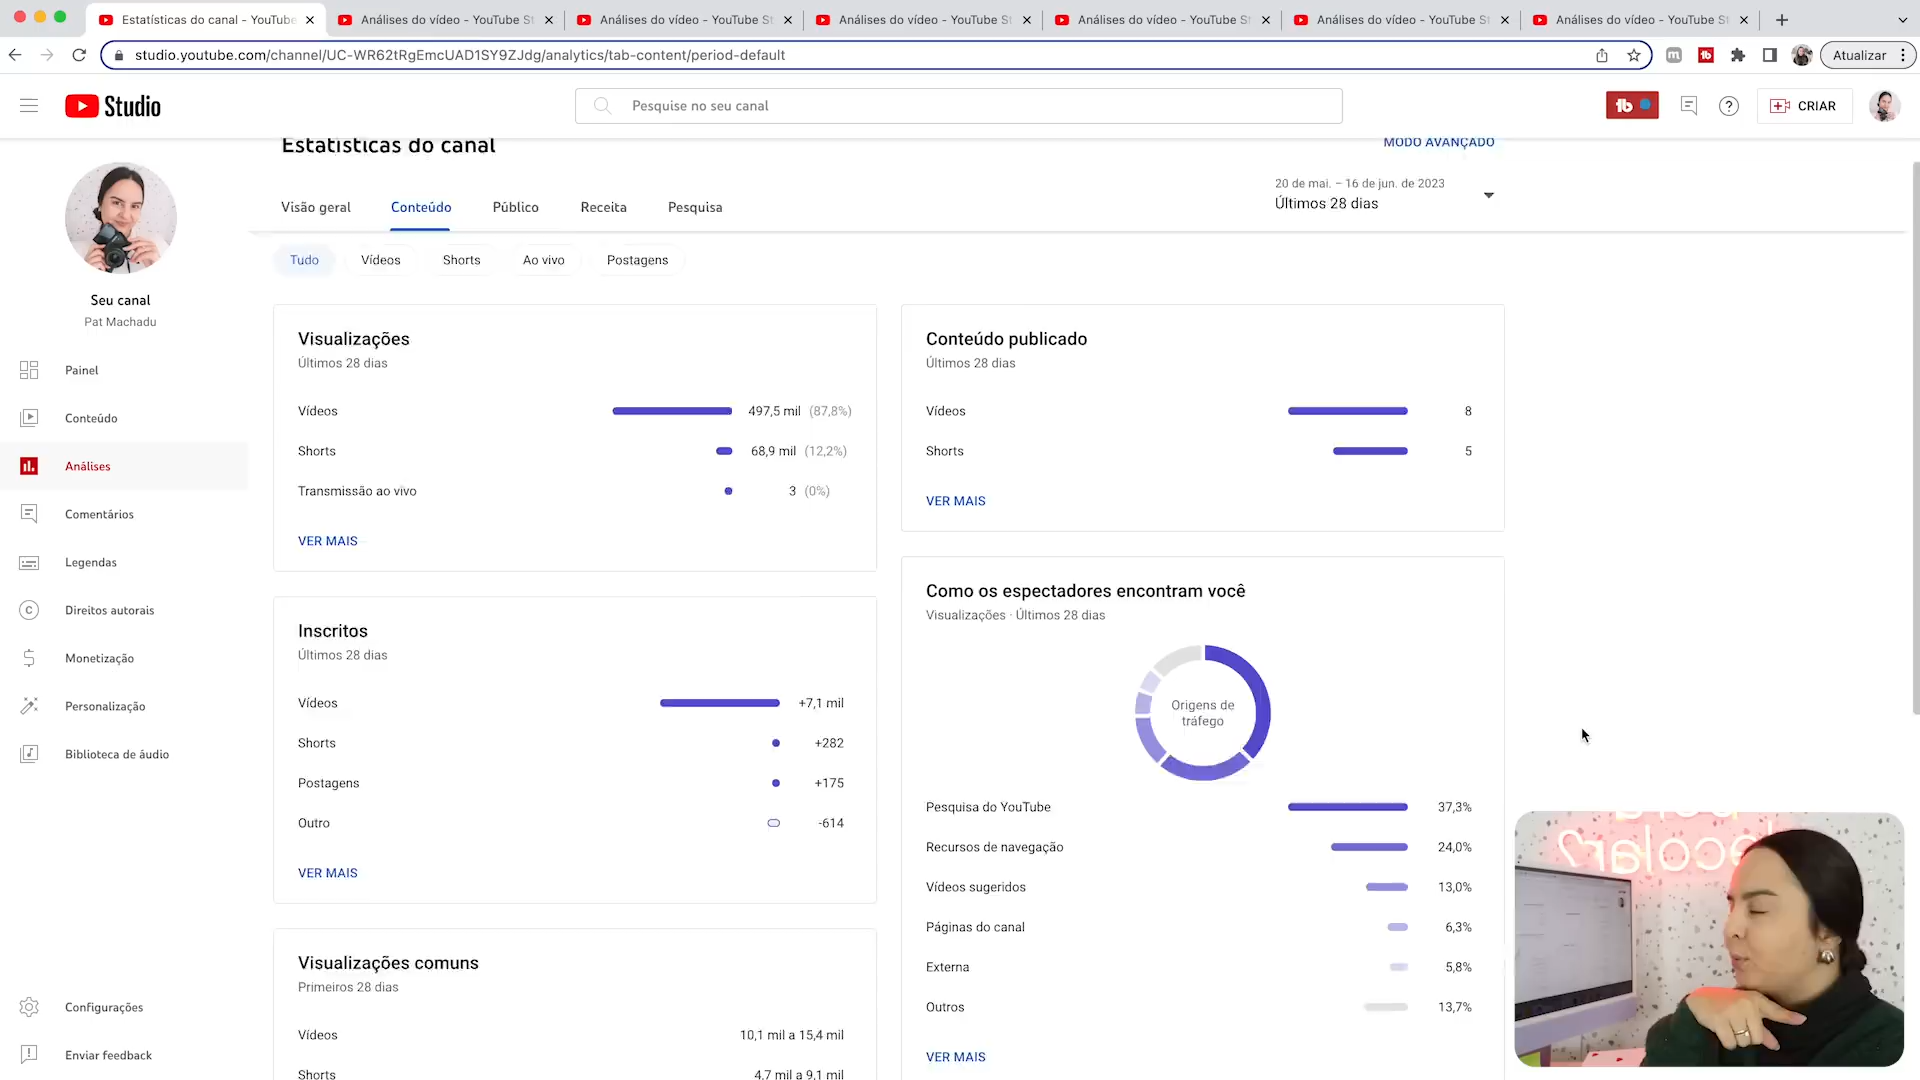 Estatísticas do canal - YouTube
Análises do vídeo - YouTube St
Análises do vídeo - YouTube St
Análises do vídeo - YouTube St
Análises do vídeo - YouTube St
Análises do vídeo - YouTube St
Análises do vídeo - YouTube St
studio.youtube.com/channel/UC-WR62tRgEmcUAD1SY9ZJdg/analytics/tab-content/period-default
Atualizar
Studio
Pesquise no seu canal
CRIAR
Estatísticas do canal
MODO AVANÇADO
Visão geral
Conteúdo
Público
Receita
Pesquisa
20 de mai. – 16 de jun. de 2023
Últimos 28 dias
Tudo
Vídeos
Shorts
Ao vivo
Postagens
Seu canal
Pat Machadu
Painel
Conteúdo
Análises
Comentários
Legendas
Direitos autorais
Monetização
Personalização
Biblioteca de áudio
Configurações
Enviar feedback
Visualizações
Últimos 28 dias
Vídeos 497,5 mil (87,8%)
Shorts 68,9 mil (12,2%)
Transmissão ao vivo 3 (0%)
VER MAIS
Inscritos
Últimos 28 dias
Vídeos +7,1 mil
Shorts +282
Postagens +175
Outro -614
VER MAIS
Visualizações comuns
Primeiros 28 dias
Vídeos 10,1 mil a 15,4 mil
Shorts 4,7 mil a 9,1 mil
Conteúdo publicado
Últimos 28 dias
Vídeos 8
Shorts 5
VER MAIS
Como os espectadores encontram você
Visualizações · Últimos 28 dias
Origens de
tráfego
Pesquisa do YouTube 37,3%
Recursos de navegação 24,0%
Vídeos sugeridos 13,0%
Páginas do canal 6,3%
Externa 5,8%
Outros 13,7%
VER MAIS